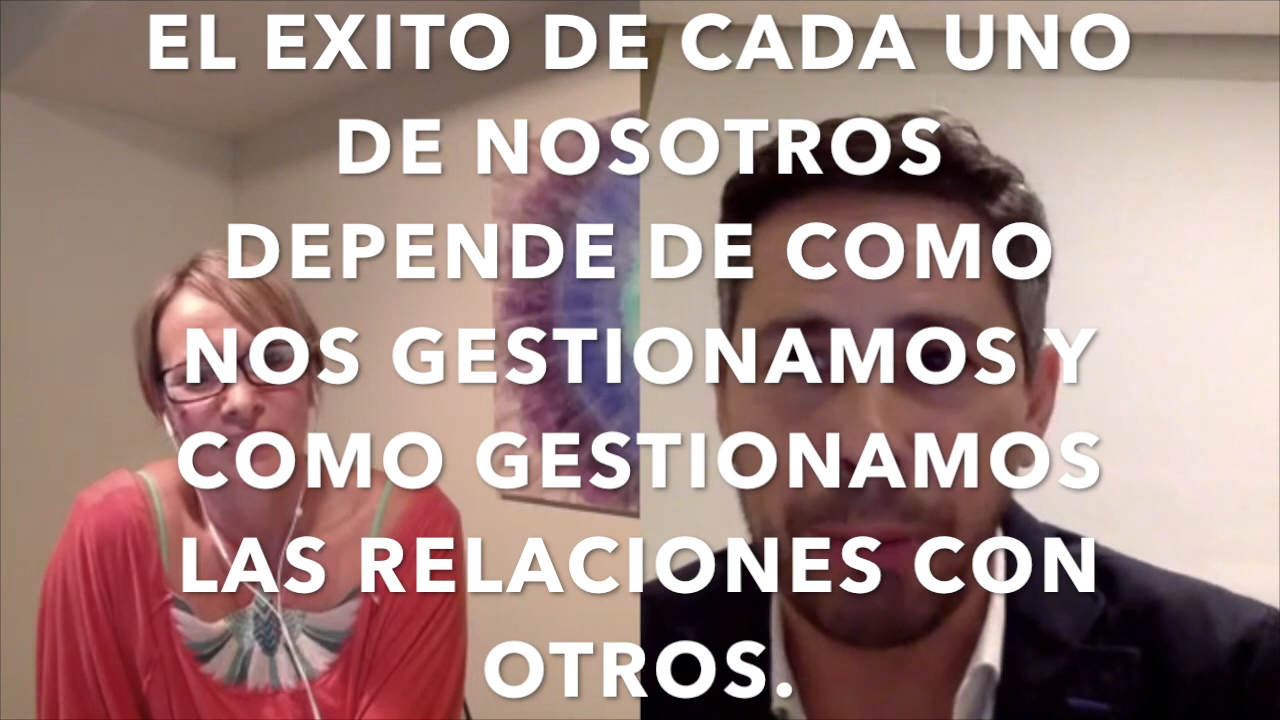 EL EXITO DE CADA UNO
DE NOSOTROS
DEPENDE DE COMO
NOS GESTIONAMOS Y
COMO GESTIONAMOS
LAS RELACIONES CON
OTROS.